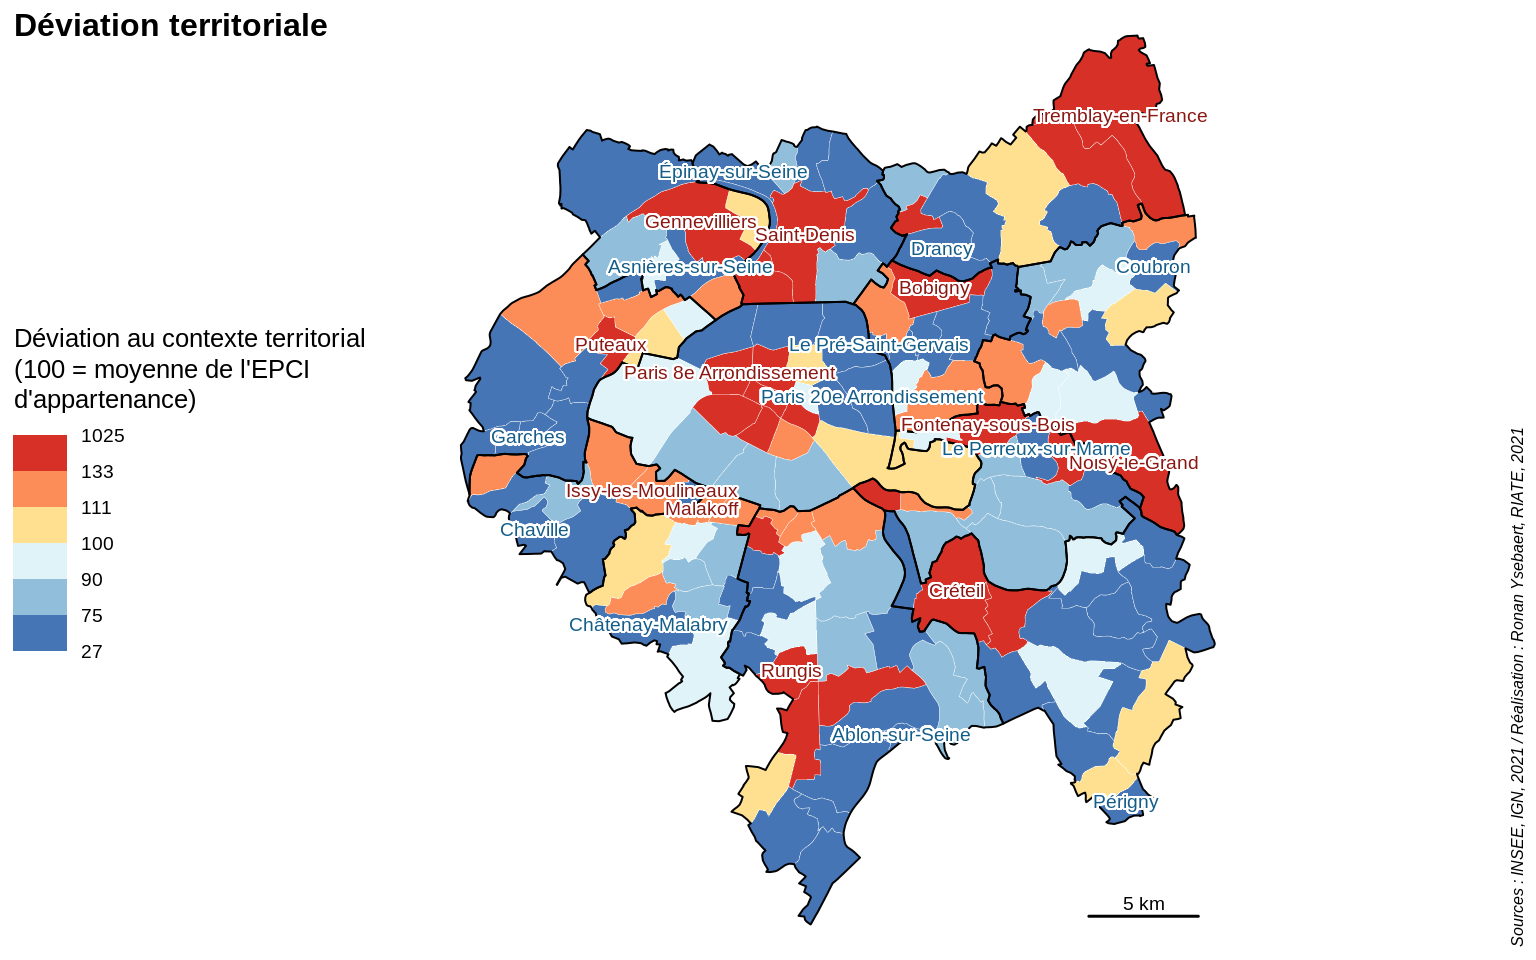 Déviation territoriale
Tremblay-en-France
Épinay-sur-Seine
Gennevilliers
Saint-Denis
Drancy
Asnières-sur-Seine
Coubron
Bobigny
Déviation au contexte territorial
(100 = moyenne de l'EPCI
d'appartenance)
Puteaux
Le Pré-Saint-Gervais
Paris 8e Arrondissement
Paris 20e Arrondissement
Fontenay-sous-Bois
Garches
Le Perreux-sur-Marne
Noisy-le-Grand
Issy-les-Moulineaux
Malakoff
Chaville
Créteil
Châtenay-Malabry
Rungis
Ablon-sur-Seine
Périgny
1025
133
111
100
90
75
27
5 km
Sources : INSEE, IGN, 2021 / Réalisation : Ronan Ysebaert, RIATE, 2021